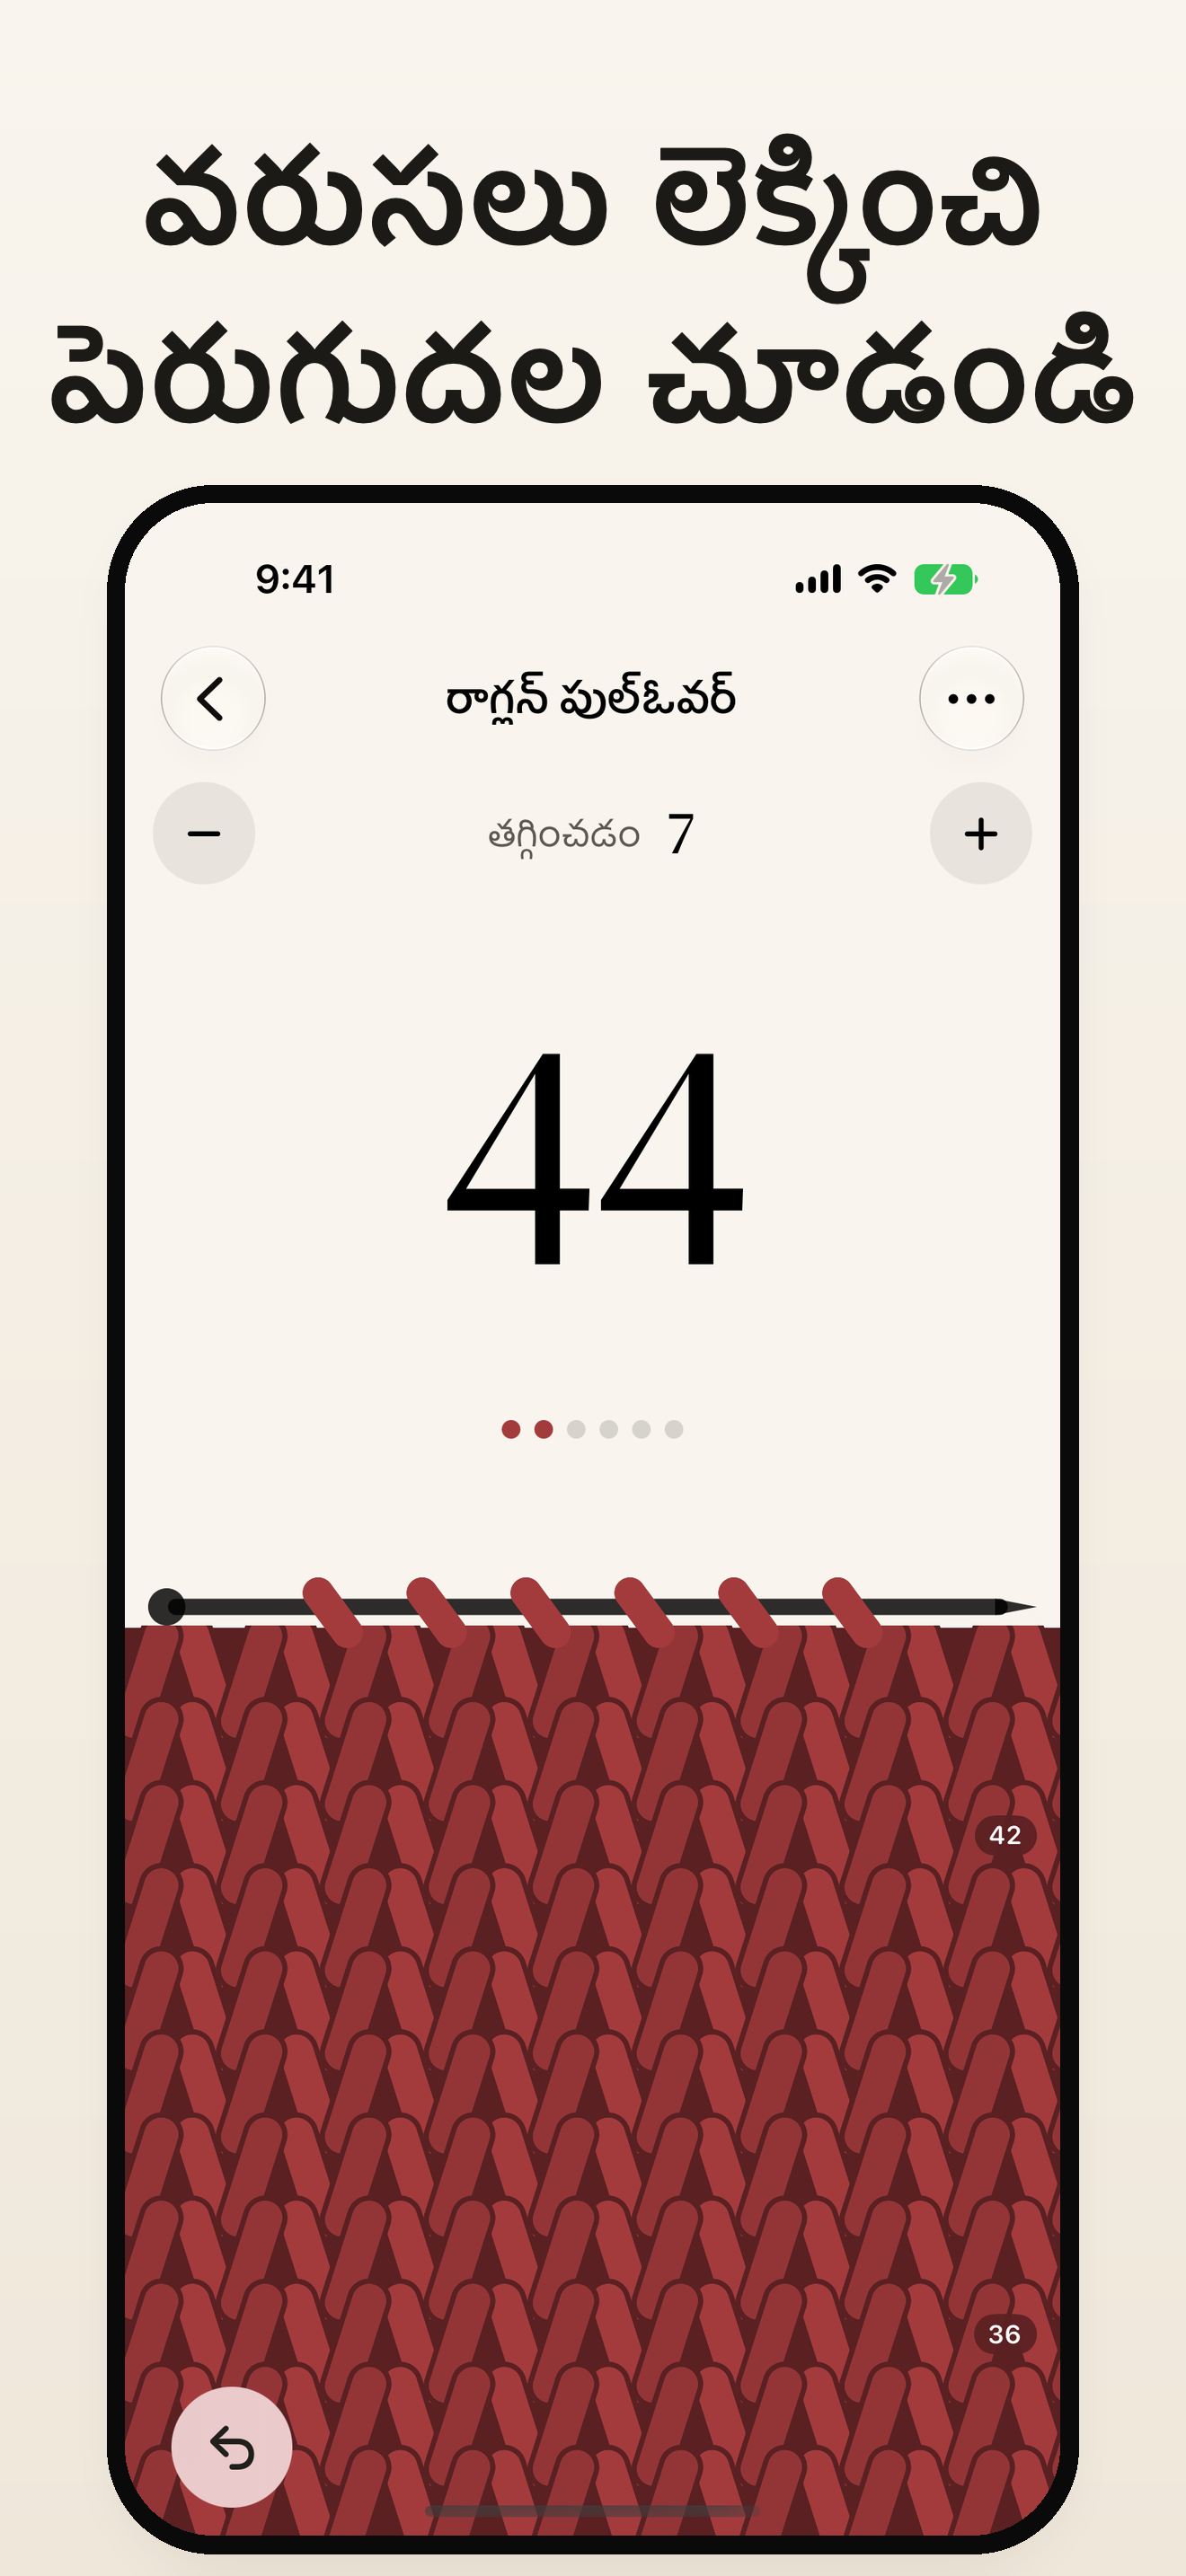 వరుసలు లెక్కించి
పెరుగుదల చూడండి
9:41
రాగ్లన్ పుల్‌ఓవర్
తగ్గించడం 7
44
42
36